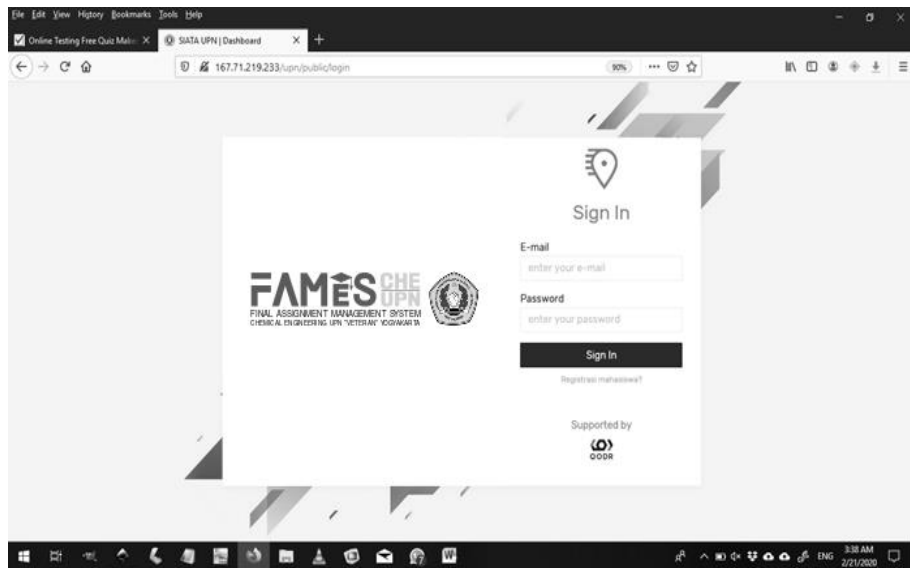 File Edit View History Bookmarks Tools Help
Online Testing Free Quiz Maker
SIATA UPN | Dashboard
167.71.219.233/upn/public/login
90%
Sign In
E-mail
enter your e-mail
Password
enter your password
Sign In
Registrasi mahasiswa?
Supported by
QODR
FAMES CHE UPN
FINAL ASSIGNMENT MANAGEMENT SYSTEM
CHEMICAL ENGINEERING UPN "VETERAN" YOGYAKARTA
ENG
3:38 AM
2/21/2020